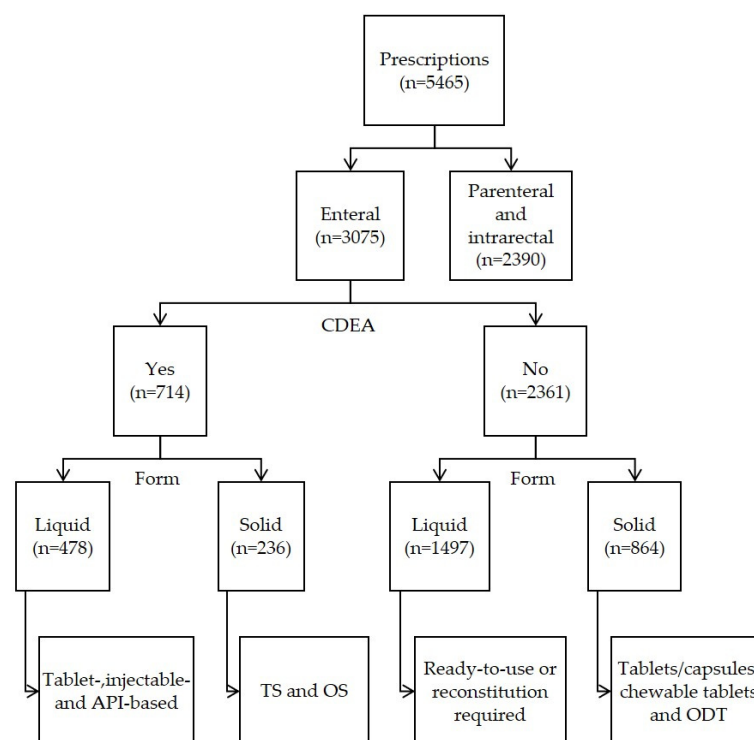 Prescriptions
(n=5465)
Enteral
(n=3075)
Parenteral
and
intrarectal
(n=2390)
CDEA
Yes
(n=714)
No
(n=2361)
Form
Form
Liquid
(n=478)
Solid
(n=236)
Liquid
(n=1497)
Solid
(n=864)
Tablet-,injectable-
and API-based
TS and OS
Ready-to-use or
reconstitution
required
Tablets/capsules
chewable tablets
and ODT